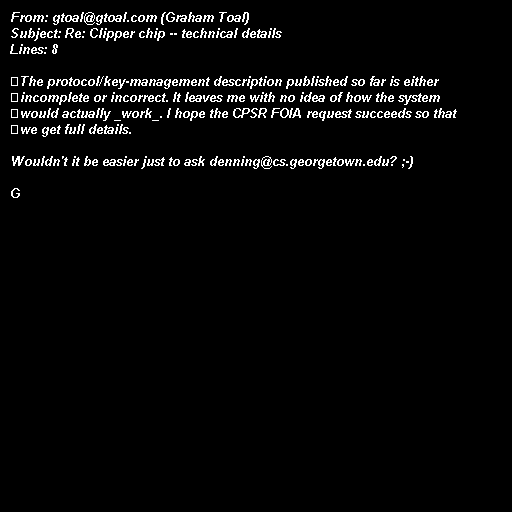 From: gtoal@gtoal.com (Graham Toal)
Subject: Re: Clipper chip -- technical details
Lines: 8

The protocol/key-management description published so far is either
incomplete or incorrect. It leaves me with no idea of how the system
would actually _work_. I hope the CPSR FOIA request succeeds so that
we get full details.

Wouldn't it be easier just to ask denning@cs.georgetown.edu? ;-)

G